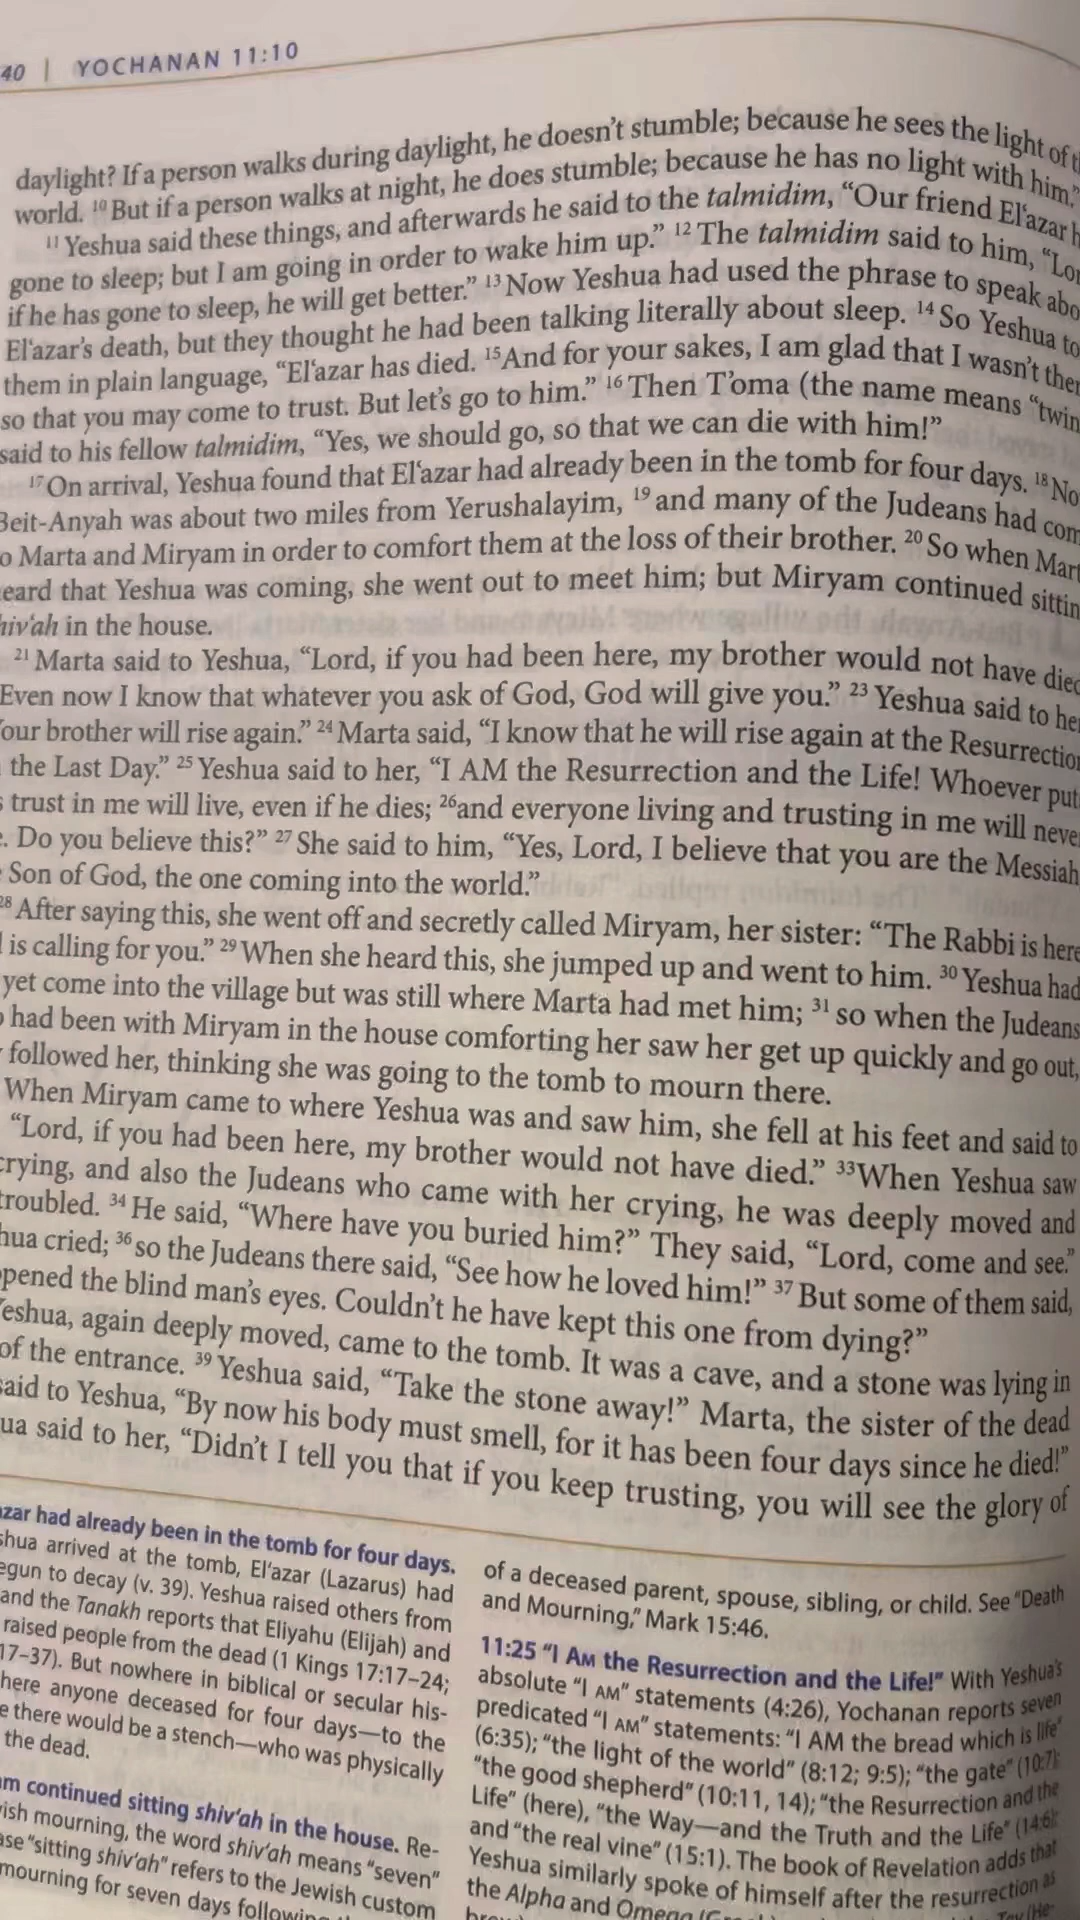 40 | YOCHANAN 11:10
daylight? If a person walks during daylight, he doesn't stumble; because he sees the light of
world. 10 But if a person walks at night, he does stumble; because he has no light with him."
11 Yeshua said these things, and afterwards he said to the talmidim, "Our friend El‘azar
gone to sleep; but I am going in order to wake him up." 12 The talmidim said to him,
if he has gone to sleep, he will get better." 13 Now Yeshua had used the phrase to speak
El‘azar's death, but they thought he had been talking literally about sleep. 14 So Yeshua
them in plain language, "El‘azar has died. 15 And for your sakes, I am glad that I wasn't
so that you may come to trust. But let's go to him." 16 Then T'oma (the name means "twin
said to his fellow talmidim, "Yes, we should go, so that we can die with him!"
17 On arrival, Yeshua found that El‘azar had already been in the tomb for four days. 18
Beit-Anyah was about two miles from Yerushalayim, 19 and many of the Judeans had
Marta and Miryam in order to comfort them at the loss of their brother. 20 So when
that Yeshua was coming, she went out to meet him; but Miryam continued
in the house.
21 Marta said to Yeshua, "Lord, if you had been here, my brother would not have
Even now I know that whatever you ask of God, God will give you." 23 Yeshua said to
brother will rise again." 24 Marta said, "I know that he will rise again at the
the Last Day." 25 Yeshua said to her, "I AM the Resurrection and the Life! Whoever
trust in me will live, even if he dies; 26 and everyone living and trusting in me will
Do you believe this?" 27 She said to him, "Yes, Lord, I believe that you are the Messiah
Son of God, the one coming into the world."
28 After saying this, she went off and secretly called Miryam, her sister: "The Rabbi is here
is calling for you." 29 When she heard this, she jumped up and went to him. 30 Yeshua had
yet come into the village but was still where Marta had met him; 31 so when the Judeans
had been with Miryam in the house comforting her saw her get up quickly and go out,
followed her, thinking she was going to the tomb to mourn there.
When Miryam came to where Yeshua was and saw him, she fell at his feet and said to
"Lord, if you had been here, my brother would not have died." 33 When Yeshua saw
crying, and also the Judeans who came with her crying, he was deeply moved and
troubled. 34 He said, "Where have you buried him?" They said, "Lord, come and see."
cried; 36 so the Judeans there said, "See how he loved him!" 37 But some of them said,
the blind man's eyes. Couldn't he have kept this one from dying?"
again deeply moved, came to the tomb. It was a cave, and a stone was lying in
of the entrance. 39 Yeshua said, "Take the stone away!" Marta, the sister of the dead
said to Yeshua, "By now his body must smell, for it has been four days since he died!"
said to her, "Didn't I tell you that if you keep trusting, you will see the glory of
had already been in the tomb for four days.
arrived at the tomb, El‘azar (Lazarus) had
to decay (v. 39). Yeshua raised others from
and the Tanakh reports that Eliyahu (Elijah) and
raised people from the dead (1 Kings 17:17–24;
17–37). But nowhere in biblical or secular his-
anyone deceased for four days—to the
there would be a stench—who was physically
the dead.
continued sitting shiv‘ah in the house. Re-
mourning, the word shiv‘ah means "seven"
"sitting shiv‘ah" refers to the Jewish custom
mourning for seven days
of a deceased parent, spouse, sibling, or child. See "Death
and Mourning," Mark 15:46.
11:25 "I AM the Resurrection and the Life!" With Yeshua's
absolute "I AM" statements (4:26), Yochanan reports seven
predicated "I AM" statements: "I AM the bread which is life"
(6:35); "the light of the world" (8:12; 9:5); "the gate" (10:7);
"the good shepherd" (10:11, 14); "the Resurrection and the
Life" (here), "the Way—and the Truth and the Life" (14:6);
and "the real vine" (15:1). The book of Revelation adds that
Yeshua similarly spoke of himself after the resurrection as
the Alpha and Omega